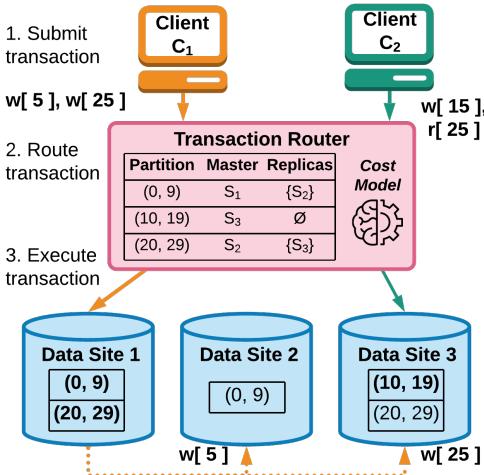 Client
C1
Client
C2
1. Submit
transaction
w[ 5 ], w[ 25 ]
w[ 15 ],
r[ 25 ]
2. Route
transaction
Transaction Router
Partition Master Replicas
(0, 9) S1 {S2}
(10, 19) S3 Ø
(20, 29) S2 {S3}
Cost
Model
3. Execute
transaction
Data Site 1
(0, 9)
(20, 29)
Data Site 2
(0, 9)
Data Site 3
(10, 19)
(20, 29)
w[ 5 ]
w[ 25 ]